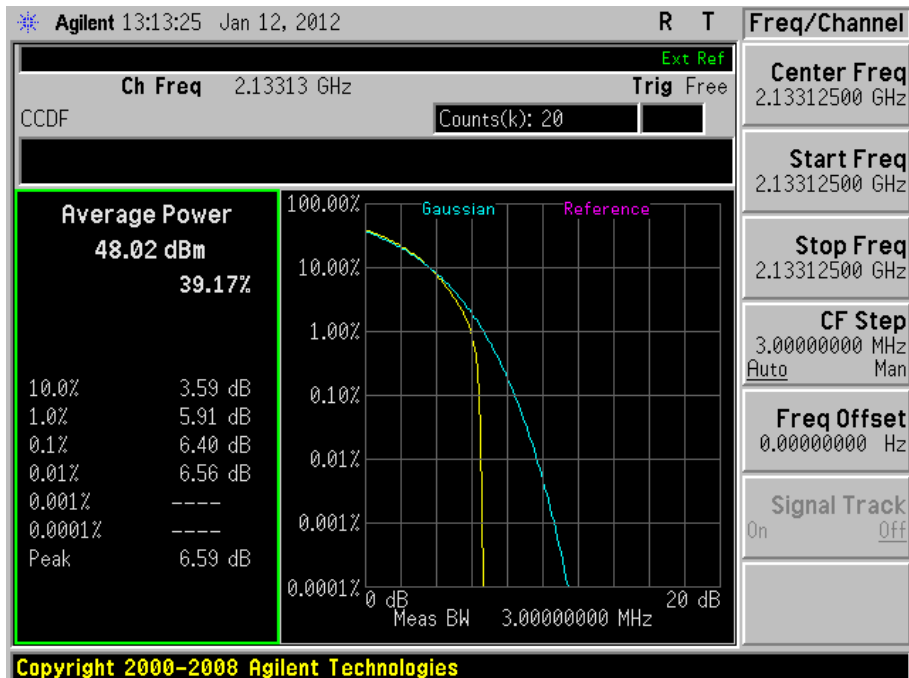 Agilent 13:13:25 Jan 12, 2012 R T
Ext Ref
Ch Freq 2.13313 GHz Trig Free
CCDF Counts(k): 20
Average Power
48.02 dBm
39.17%
10.0% 3.59 dB
1.0% 5.91 dB
0.1% 6.40 dB
0.01% 6.56 dB
0.001% ----
0.0001% ----
Peak 6.59 dB
Gaussian Reference
100.00%
10.00%
1.00%
0.10%
0.01%
0.001%
0.0001%
0 dB 20 dB
Meas BW 3.00000000 MHz
Freq/Channel
Center Freq
2.13312500 GHz
Start Freq
2.13312500 GHz
Stop Freq
2.13312500 GHz
CF Step
3.00000000 MHz
Auto Man
Freq Offset
0.00000000 Hz
Signal Track
On Off
Copyright 2000-2008 Agilent Technologies